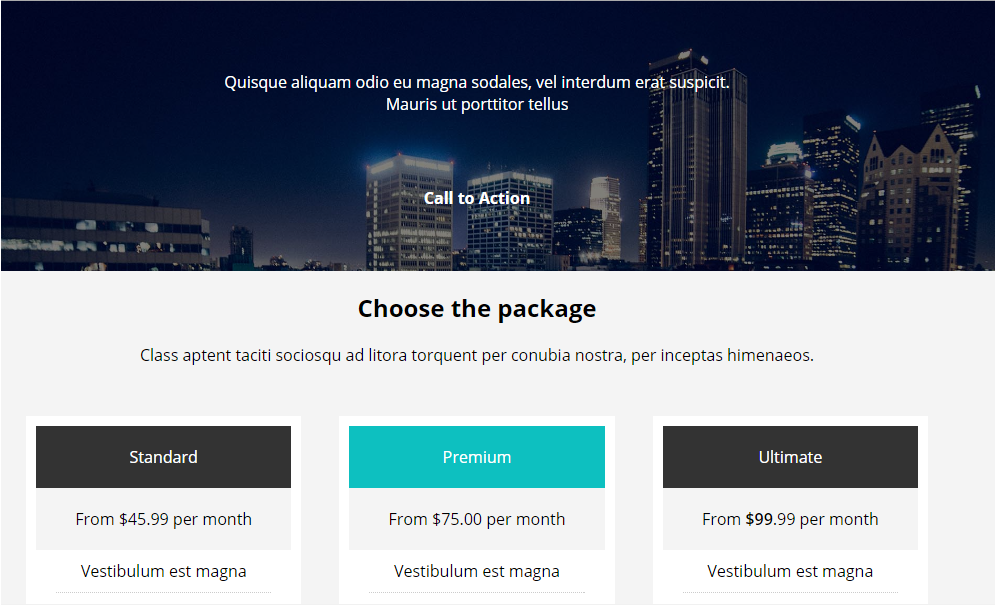 Quisque aliquam odio eu magna sodales, vel interdum erat suspicit.
Mauris ut porttitor tellus
Call to Action
Choose the package
Class aptent taciti sociosqu ad litora torquent per conubia nostra, per inceptas himenaeos.
Standard
Premium
Ultimate
From $45.99 per month
From $75.00 per month
From $99.99 per month
Vestibulum est magna
Vestibulum est magna
Vestibulum est magna